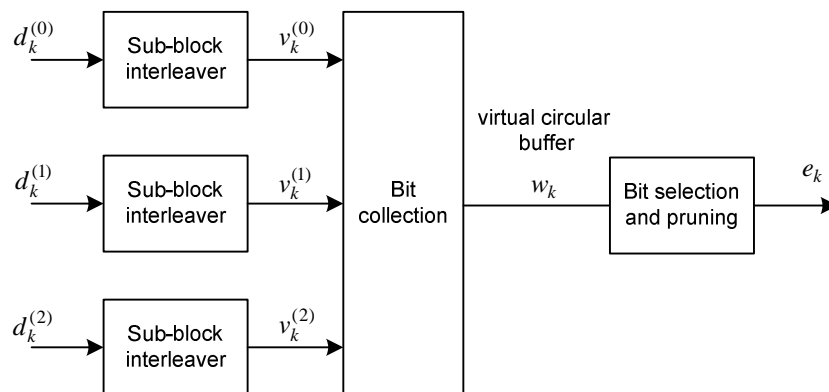 d_k^{(0)}
Sub-block
interleaver
v_k^{(0)}
d_k^{(1)}
Sub-block
interleaver
v_k^{(1)}
d_k^{(2)}
Sub-block
interleaver
v_k^{(2)}
Bit
collection
virtual circular
buffer
w_k
Bit selection
and pruning
e_k